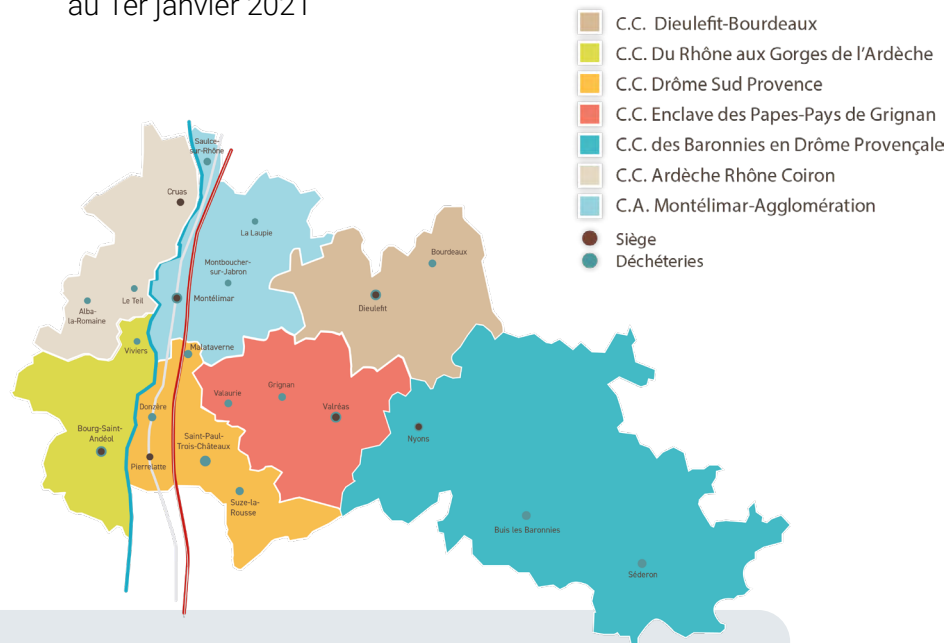 au 1er janvier 2021
C.C. Dieulefit-Bourdeaux
C.C. Du Rhône aux Gorges de l'Ardèche
C.C. Drôme Sud Provence
C.C. Enclave des Papes-Pays de Grignan
C.C. des Baronnies en Drôme Provençale
C.C. Ardèche Rhône Coiron
C.A. Montélimar-Agglomération
Siège
Déchéteries
Saulce-
sur-Rhône
Cruas
La Laupie
Bourdeaux
Montboucher-
sur-Jabron
Le Teil
Montélimar
Alba-
la-Romaine
Dieulefit
Viviers
Malataverne
Valaurie
Grignan
Donzère
Valréas
Bourg-Saint-
Andéol
Saint-Paul-
Trois-Châteaux
Nyons
Pierrelatte
Suze-la-
Rousse
Buis les Baronnies
Séderon